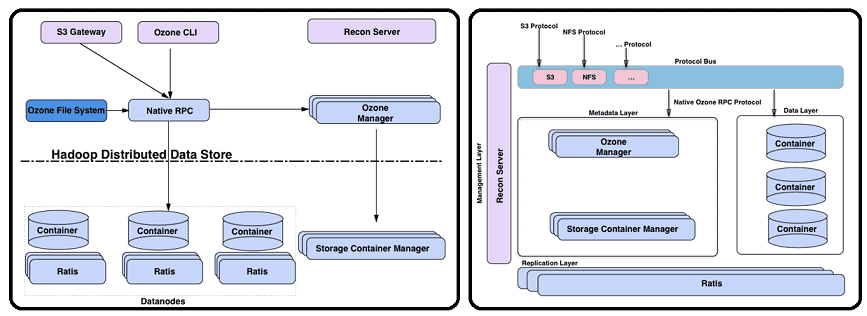 S3 Gateway
Ozone CLI
Recon Server
Ozone File System
Native RPC
Ozone
Manager
Hadoop Distributed Data Store
Container
Container
Container
Storage Container Manager
Ratis
Ratis
Ratis
Datanodes
S3 Protocol
NFS Protocol
... Protocol
Protocol Bus
S3
NFS
...
Native Ozone RPC Protocol
Metadata Layer
Data Layer
Ozone
Manager
Container
Container
Container
Management Layer
Recon Server
Storage Container Manager
Replication Layer
Ratis